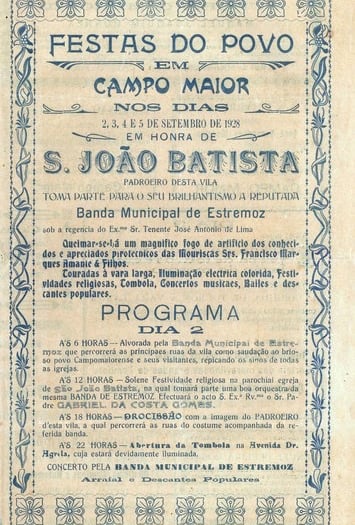 FESTAS DO POVO
EM
CAMPO MAIOR
NOS DIAS
2, 3, 4 E 5 DE SETEMBRO DE 1928
EM HONRA DE
S. JOÃO BATISTA
PADROEIRO DESTA VILA
TOMA PARTE PARA O SEU BRILHANTISMO A REPUTADA
Banda Municipal de Estremoz
sob a regencia do Ex.mo Sr. Tenente José Antonio de Lima
Queimar-se-há um magnifico fogo de artificio dos conheci-
dos e apreciados pirotecnicos das Mouriscas Srs. Francisco Mar-
ques Amante & Filhos.
Touradas á vara larga, Iluminação electrica colorida, Festi-
vidades religiosas, Tombola, Concertos musicaes, Bailes e des-
cantes populares.
PROGRAMA
DIA 2
A'S 6 HORAS — Alvorada pela Banda Municipal de Estre-
moz que percorrerá as principaes ruas da vila como saudação ao brio-
so povo Campomaiorense e seus visitantes, repicando os sinos de todas
as igrejas.
A'S 12 HORAS — Solene Festividade religiosa na parochial egreja
de São João Batista, na qual tomará parte uma boa orquestra da
mesma BANDA DE ESTREMOZ. Efectuará o acto S. Ex.ª Rv.ma o Sr. Pa-
dre GABRIEL DA COSTA GOMES.
A'S 18 HORAS — PROCISSÃO com a imagem do PADROEIRO
d'esta vila, a qual percorrerá as ruas do costume acompanhada da re-
ferida banda.
A'S 22 HORAS — Abertura da Tombola na Avenida Dr.
Agvila, cuja estará devidamente iluminada.
CONCERTO PELA BANDA MUNICIPAL DE ESTREMOZ
Arraial e Descantes Populares